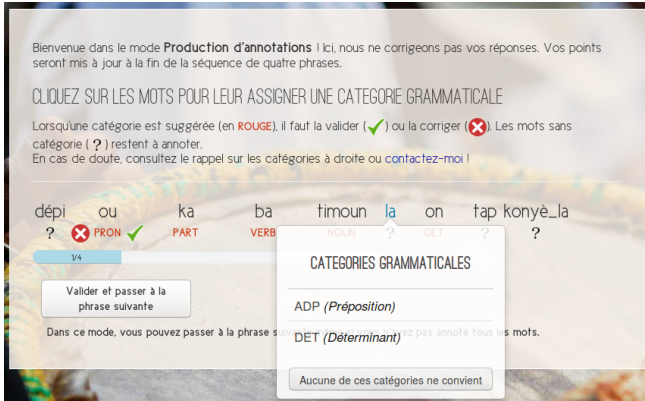 Bienvenue dans le mode Production d'annotations ! Ici, nous ne corrigeons pas vos réponses. Vos points
seront mis à jour à la fin de la séquence de quatre phrases.
CLIQUEZ SUR LES MOTS POUR LEUR ASSIGNER UNE CATEGORIE GRAMMATICALE
Lorsqu'une catégorie est suggérée (en ROUGE), il faut la valider (✓) ou la corriger (✗). Les mots sans
catégorie ( ? ) restent à annoter.
En cas de doute, consultez le rappel sur les catégories à droite ou contactez-moi !
dépi ou ka ba timoun la on tap konyè_la
? PRON PART VERB NOUN ? DET ? ?
1/4
CATEGORIES GRAMMATICALES
ADP (Préposition)
DET (Déterminant)
Aucune de ces catégories ne convient
Valider et passer à la
phrase suivante
Dans ce mode, vous pouvez passer à la phrase suivante même si vous n'avez pas annoté tous les mots.